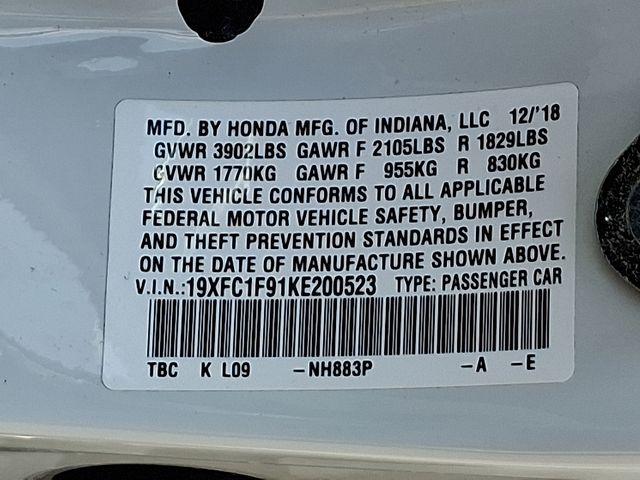 MFD. BY HONDA MFG. OF INDIANA, LLC 12/'18
GVWR 3902LBS GAWR F 2105LBS R 1829LBS
GVWR 1770KG GAWR F 955KG R 830KG
THIS VEHICLE CONFORMS TO ALL APPLICABLE
FEDERAL MOTOR VEHICLE SAFETY, BUMPER,
AND THEFT PREVENTION STANDARDS IN EFFECT
ON THE DATE OF MANUFACTURE SHOWN ABOVE.
V.I.N.:19XFC1F91KE200523 TYPE: PASSENGER CAR
TBC K L09 -NH883P -A -E